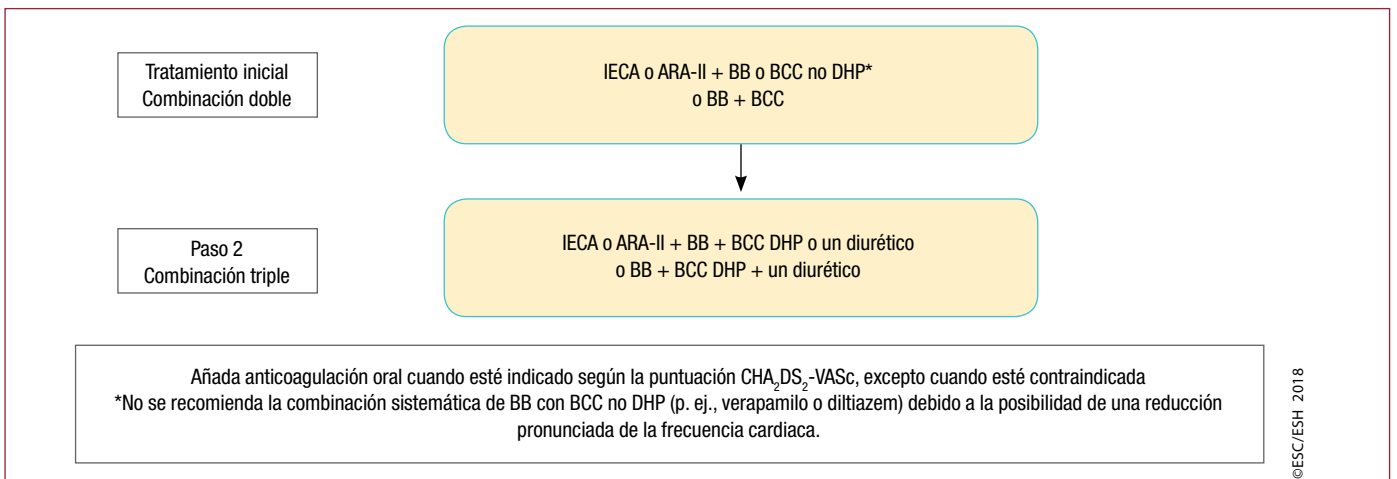 Tratamiento inicial
Combinación doble
IECA o ARA-II + BB o BCC no DHP*
o BB + BCC
Paso 2
Combinación triple
IECA o ARA-II + BB + BCC DHP o un diurético
o BB + BCC DHP + un diurético
Añada anticoagulación oral cuando esté indicado según la puntuación CHA₂DS₂-VASc, excepto cuando esté contraindicada
*No se recomienda la combinación sistemática de BB con BCC no DHP (p. ej., verapamilo o diltiazem) debido a la posibilidad de una reducción
pronunciada de la frecuencia cardiaca.
©ESC/ESH 2018